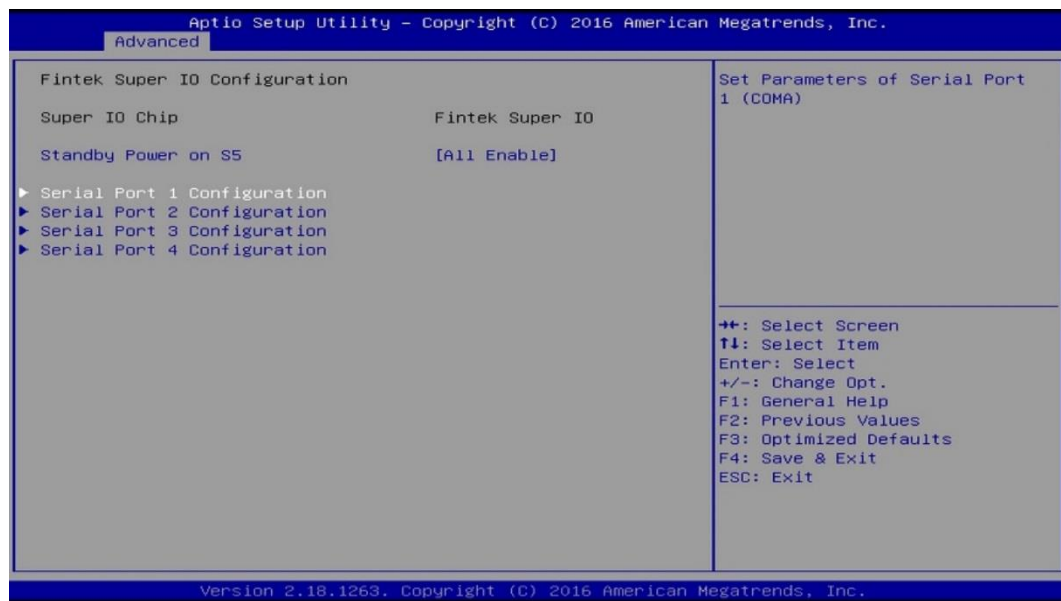 Aptio Setup Utility – Copyright (C) 2016 American Megatrends, Inc.
Advanced
Fintek Super IO Configuration
Super IO Chip Fintek Super IO
Standby Power on S5 [All Enable]
▶ Serial Port 1 Configuration
▶ Serial Port 2 Configuration
▶ Serial Port 3 Configuration
▶ Serial Port 4 Configuration
Set Parameters of Serial Port
1 (COMA)
→←: Select Screen
↑↓: Select Item
Enter: Select
+/-: Change Opt.
F1: General Help
F2: Previous Values
F3: Optimized Defaults
F4: Save & Exit
ESC: Exit
Version 2.18.1263. Copyright (C) 2016 American Megatrends, Inc.